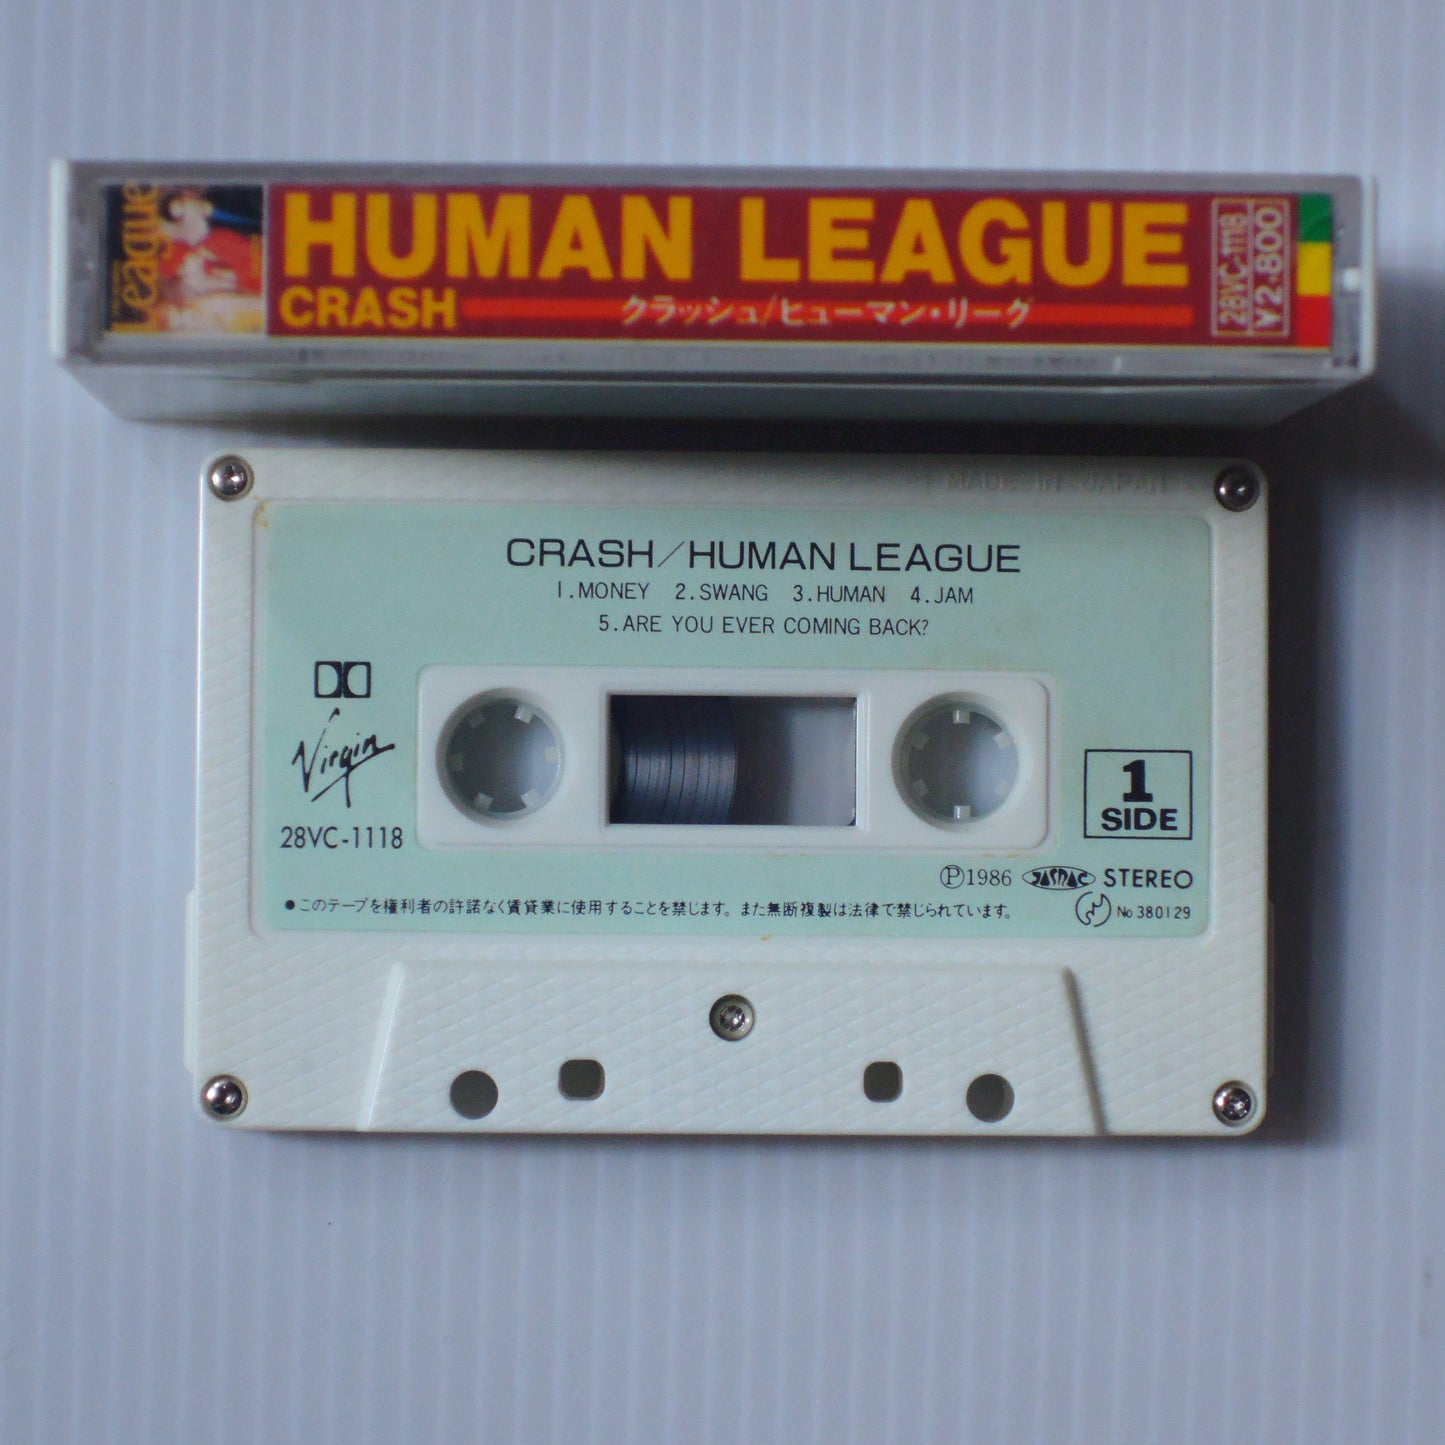 League
HUMAN LEAGUE
CRASH
クラッシュ/ヒューマン・リーグ
28VC-1118
¥2,800
MADE IN JAPAN
CRASH/HUMAN LEAGUE
1.MONEY 2.SWANG 3.HUMAN 4.JAM
5.ARE YOU EVER COMING BACK?
Virgin
28VC-1118
1
SIDE
Ⓟ1986 JASRAC STEREO
●このテープを権利者の許諾なく賃貸業に使用することを禁じます。また無断複製は法律で禁じられています。
No 380129